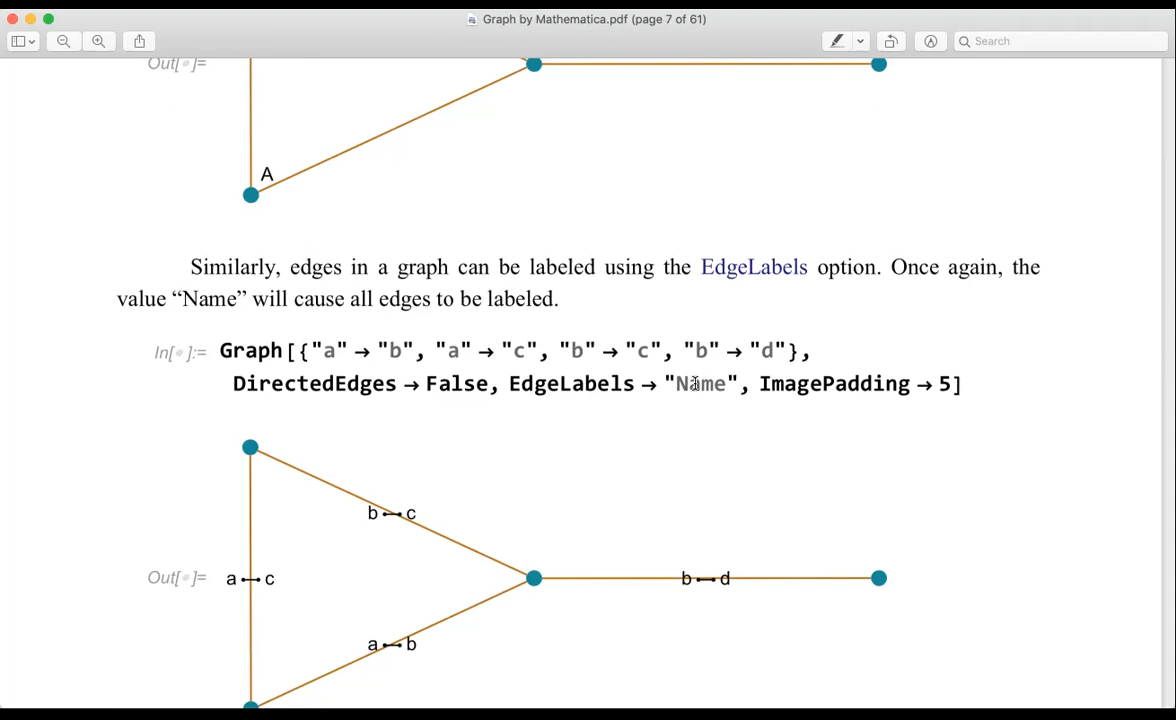 Graph by Mathematica.pdf (page 7 of 61)
Search
Out[ ]=
A
Similarly, edges in a graph can be labeled using the EdgeLabels option. Once again, the
value “Name” will cause all edges to be labeled.
In[ ]:= Graph[{"a" → "b", "a" → "c", "b" → "c", "b" → "d"},
DirectedEdges → False, EdgeLabels → "Name", ImagePadding → 5]
b c
Out[ ]= a c b d
a b